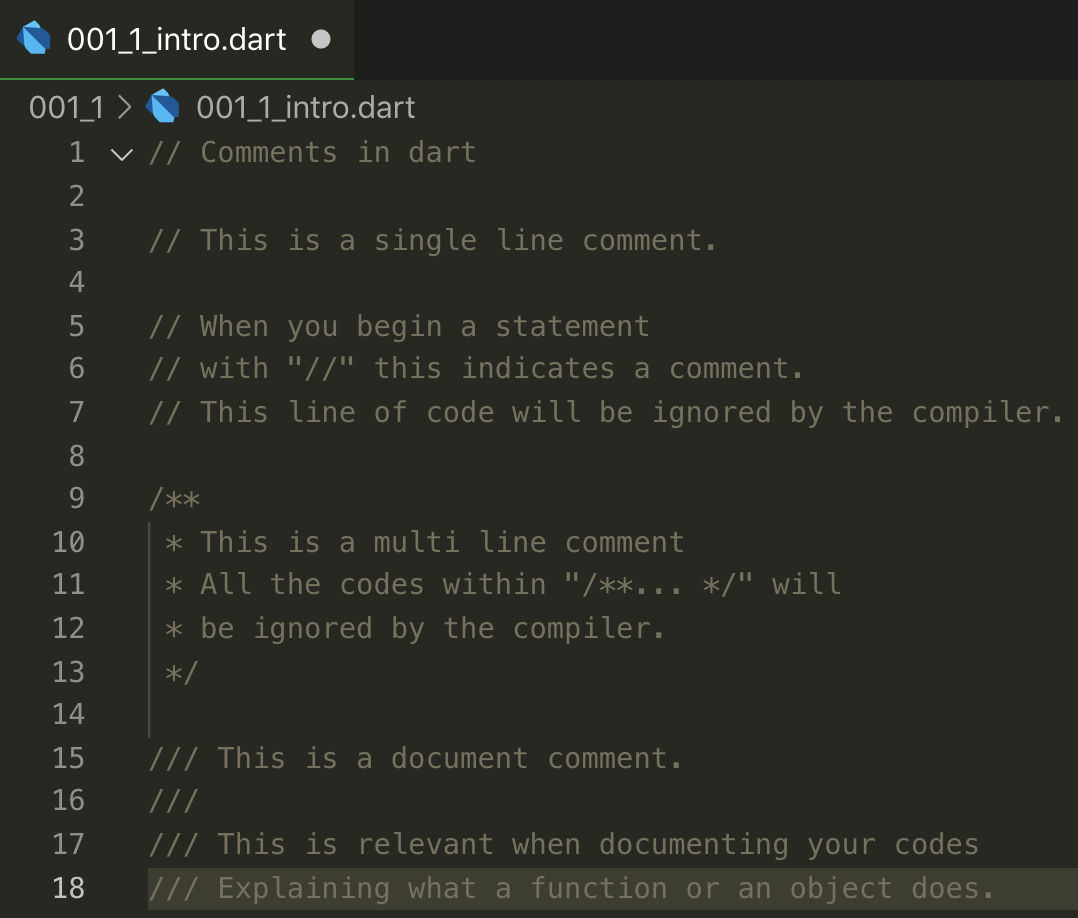 001_1_intro.dart
001_1 > 001_1_intro.dart
1 // Comments in dart
2
3 // This is a single line comment.
4
5 // When you begin a statement
6 // with "//" this indicates a comment.
7 // This line of code will be ignored by the compiler.
8
9 /**
10 * This is a multi line comment
11 * All the codes within "/**... */" will
12 * be ignored by the compiler.
13 */
14
15 /// This is a document comment.
16 ///
17 /// This is relevant when documenting your codes
18 /// Explaining what a function or an object does.